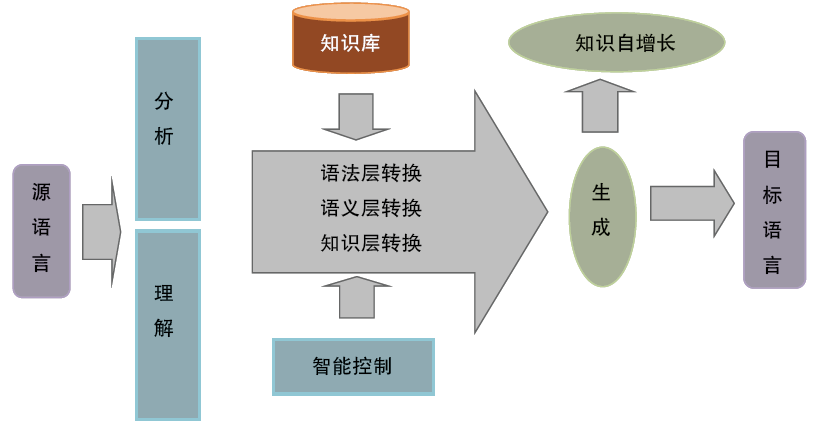 源语言
分析
理解
知识库
语法层转换
语义层转换
知识层转换
智能控制
知识自增长
生成
目标语言